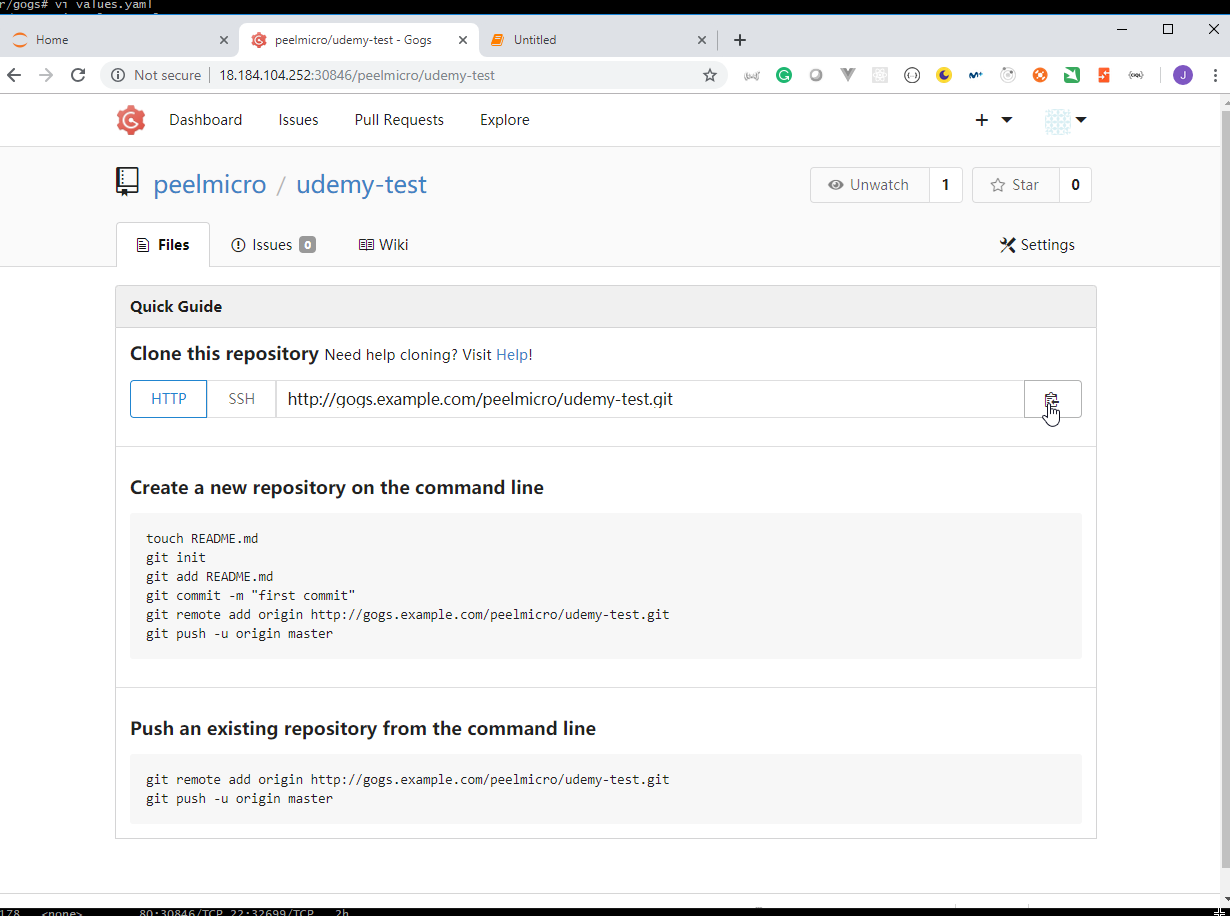 r/gogs# vi values.yaml
Home
peelmicro/udemy-test - Gogs
Untitled
Not secure
18.184.104.252:30846/peelmicro/udemy-test
J
Dashboard
Issues
Pull Requests
Explore
peelmicro / udemy-test
Unwatch 1
Star 0
Files
Issues 0
Wiki
Settings
Quick Guide
Clone this repository Need help cloning? Visit Help!
HTTP
SSH
http://gogs.example.com/peelmicro/udemy-test.git
Create a new repository on the command line
touch README.md
git init
git add README.md
git commit -m "first commit"
git remote add origin http://gogs.example.com/peelmicro/udemy-test.git
git push -u origin master
Push an existing repository from the command line
git remote add origin http://gogs.example.com/peelmicro/udemy-test.git
git push -u origin master
178 <none> 80:30846/TCP,22:32699/TCP 2h